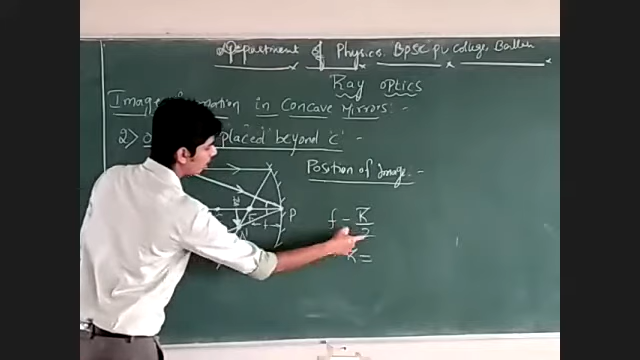 Department of Physics. BPSC PU College Ballari
Ray optics
Image in Concave Mirrors: -
2> placed beyond 'C' -
Position of Image -
P
f = R
2
R =